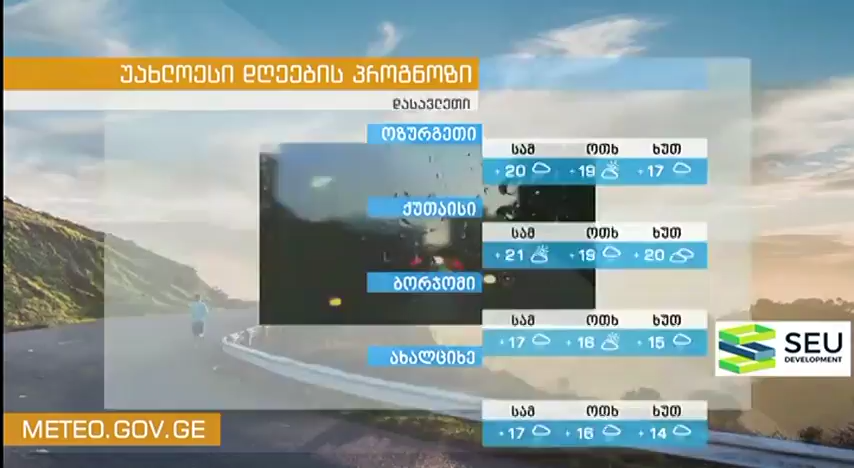 უახლოესი დღეების პროგნოზი
დასავლეთი
ოზურგეთი
სამ ოთხ ხუთ
+20 +19 +17
ქუთაისი
სამ ოთხ ხუთ
+21 +19 +20
ბორჯომი
სამ ოთხ ხუთ
+17 +16 +15
ახალციხე
სამ ოთხ ხუთ
+17 +16 +14
SEU
DEVELOPMENT
METEO.GOV.GE